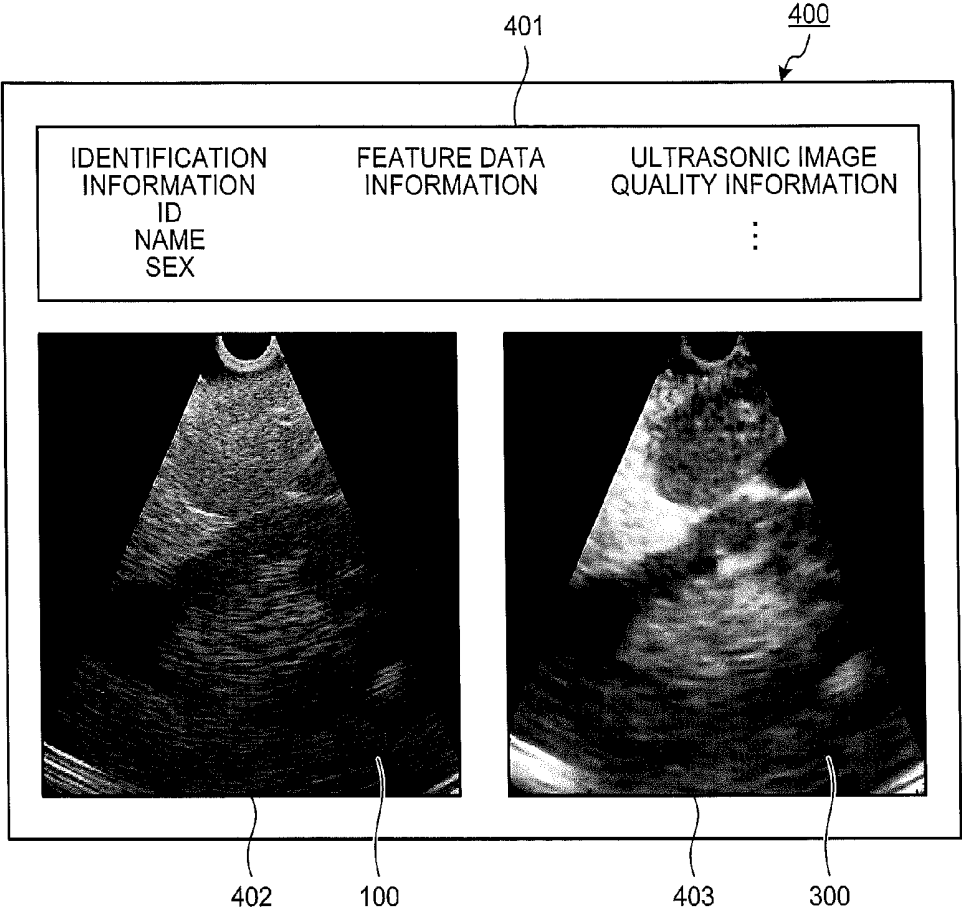 400
401
IDENTIFICATION
INFORMATION
ID
NAME
SEX
FEATURE DATA
INFORMATION
ULTRASONIC IMAGE
QUALITY INFORMATION
⋮
402
100
403
300